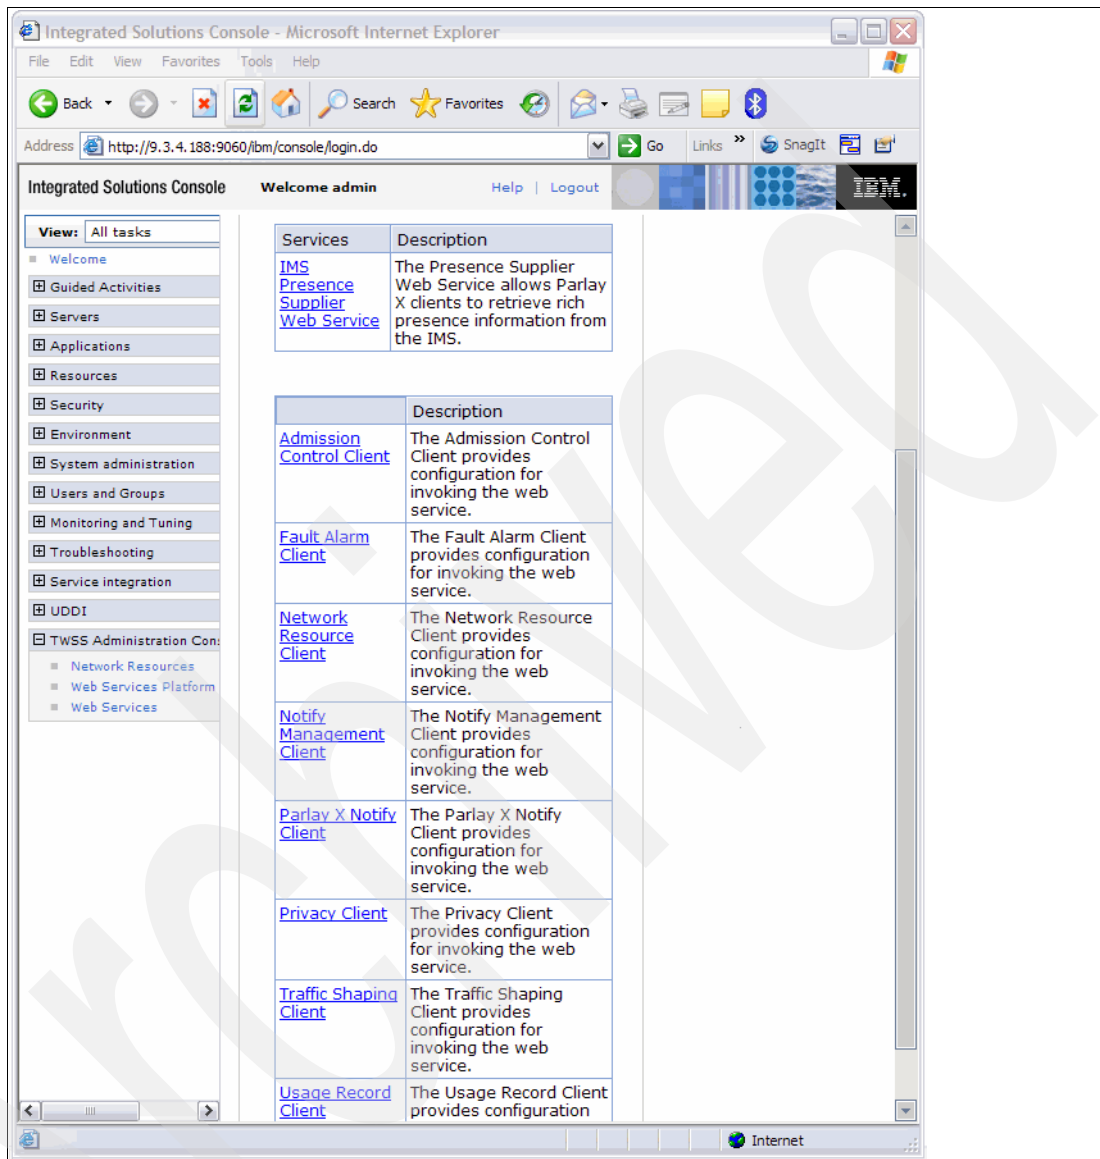 Integrated Solutions Console - Microsoft Internet Explorer
File Edit View Favorites Tools Help
Back Search Favorites
Address http://9.3.4.188:9060/ibm/console/login.do Go Links » SnagIt
Integrated Solutions Console Welcome admin Help | Logout IBM.
View: All tasks
Welcome
Guided Activities
Servers
Applications
Resources
Security
Environment
System administration
Users and Groups
Monitoring and Tuning
Troubleshooting
Service integration
UDDI
TWSS Administration Con
Network Resources
Web Services Platform
Web Services
Services Description
IMS
Presence
Supplier
Web Service
The Presence Supplier
Web Service allows Parlay
X clients to retrieve rich
presence information from
the IMS.
Description
Admission
Control Client
The Admission Control
Client provides
configuration for
invoking the web
service.
Fault Alarm
Client
The Fault Alarm Client
provides configuration
for invoking the web
service.
Network
Resource
Client
The Network Resource
Client provides
configuration for
invoking the web
service.
Notify
Management
Client
The Notify Management
Client provides
configuration for
invoking the web
service.
Parlay X Notify
Client
The Parlay X Notify
Client provides
configuration for
invoking the web
service.
Privacy Client
The Privacy Client
provides configuration
for invoking the web
service.
Traffic Shaping
Client
The Traffic Shaping
Client provides
configuration for
invoking the web
service.
Usage Record
Client
The Usage Record Client
provides configuration
Internet
rchived